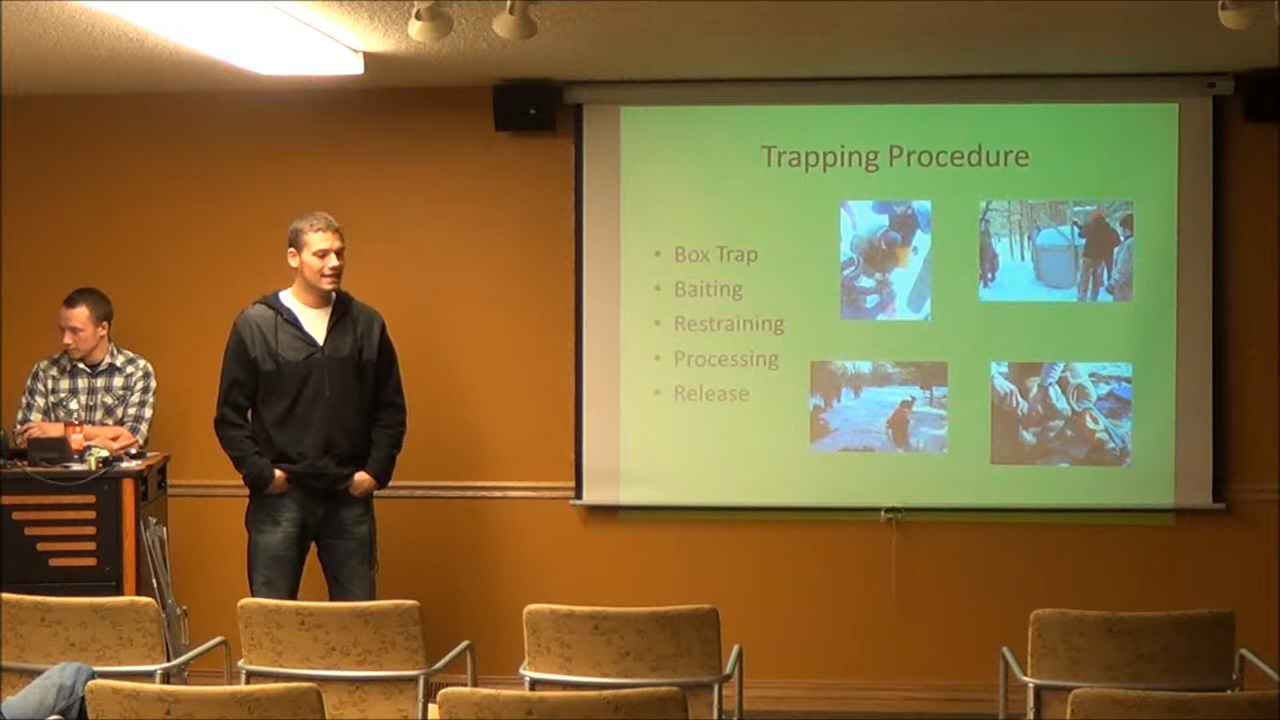 Trapping Procedure
• Box Trap
• Baiting
• Restraining
• Processing
• Release